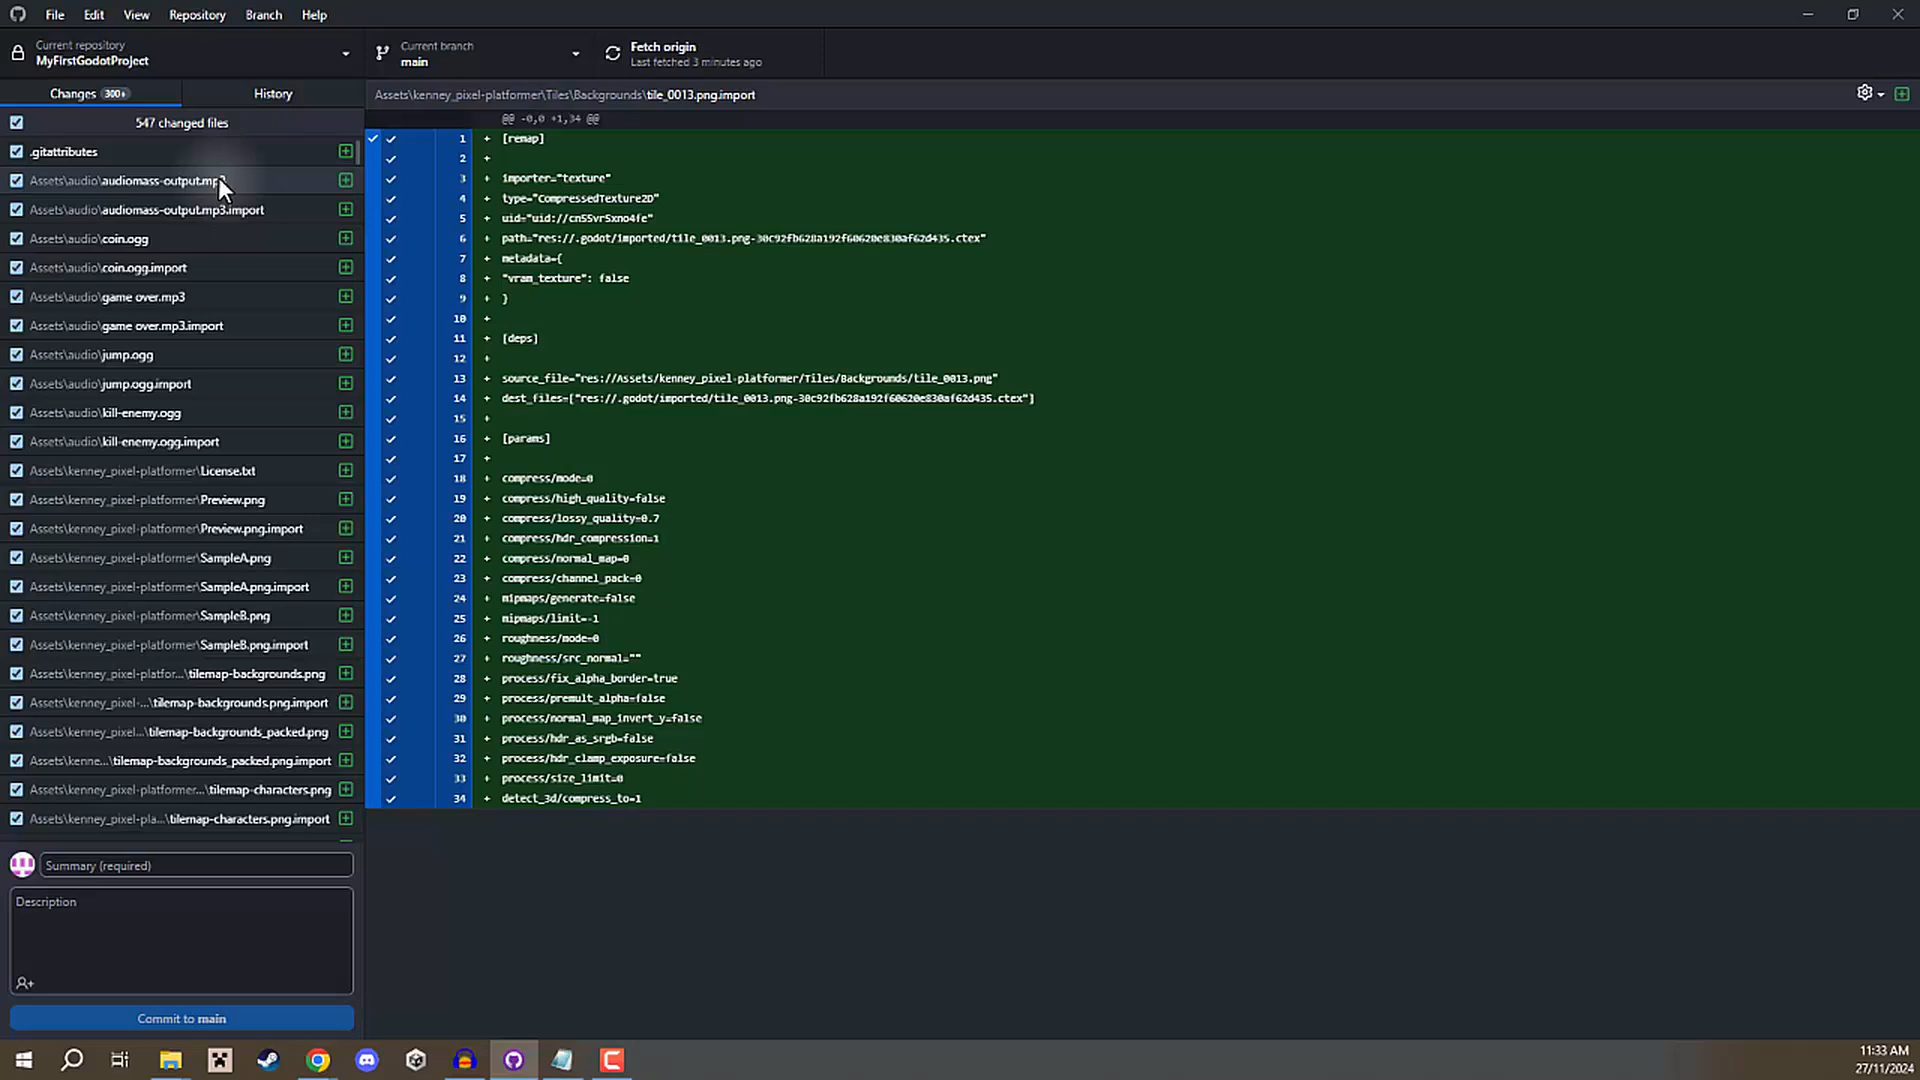 File Edit View Repository Branch Help
Current repository
MyFirstGodotProject
Current branch
main
Fetch origin
Last fetched 3 minutes ago
Changes 300+
History
Assets\kenney_pixel-platformer\Tiles\Backgrounds\tile_0013.png.import
547 changed files
.gitattributes
Assets\audio\audiomass-output.mp3
Assets\audio\audiomass-output.mp3.import
Assets\audio\coin.ogg
Assets\audio\coin.ogg.import
Assets\audio\game over.mp3
Assets\audio\game over.mp3.import
Assets\audio\jump.ogg
Assets\audio\jump.ogg.import
Assets\audio\kill-enemy.ogg
Assets\audio\kill-enemy.ogg.import
Assets\kenney_pixel-platformer\License.txt
Assets\kenney_pixel-platformer\Preview.png
Assets\kenney_pixel-platformer\Preview.png.import
Assets\kenney_pixel-platformer\SampleA.png
Assets\kenney_pixel-platformer\SampleA.png.import
Assets\kenney_pixel-platformer\SampleB.png
Assets\kenney_pixel-platformer\SampleB.png.import
Assets\kenney_pixel-platfor...\tilemap-backgrounds.png
Assets\kenney_pixel-...\tilemap-backgrounds.png.import
Assets\kenney_pixel...\tilemap-backgrounds_packed.png
Assets\kenne...\tilemap-backgrounds_packed.png.import
Assets\kenney_pixel-platformer...\tilemap-characters.png
Assets\kenney_pixel-pla...\tilemap-characters.png.import
Summary (required)
Description
Commit to main
@@ -0,0 +1,34 @@
1 + [remap]
2 +
3 + importer="texture"
4 + type="CompressedTexture2D"
5 + uid="uid://cn55vr5xno4fe"
6 + path="res://.godot/imported/tile_0013.png-30c92fb628a192f60620e830af62d435.ctex"
7 + metadata={
8 + "vram_texture": false
9 + }
10 +
11 + [deps]
12 +
13 + source_file="res://Assets/kenney_pixel-platformer/Tiles/Backgrounds/tile_0013.png"
14 + dest_files=["res://.godot/imported/tile_0013.png-30c92fb628a192f60620e830af62d435.ctex"]
15 +
16 + [params]
17 +
18 + compress/mode=0
19 + compress/high_quality=false
20 + compress/lossy_quality=0.7
21 + compress/hdr_compression=1
22 + compress/normal_map=0
23 + compress/channel_pack=0
24 + mipmaps/generate=false
25 + mipmaps/limit=-1
26 + roughness/mode=0
27 + roughness/src_normal=""
28 + process/fix_alpha_border=true
29 + process/premult_alpha=false
30 + process/normal_map_invert_y=false
31 + process/hdr_as_srgb=false
32 + process/hdr_clamp_exposure=false
33 + process/size_limit=0
34 + detect_3d/compress_to=1
11:33 AM
27/11/2024